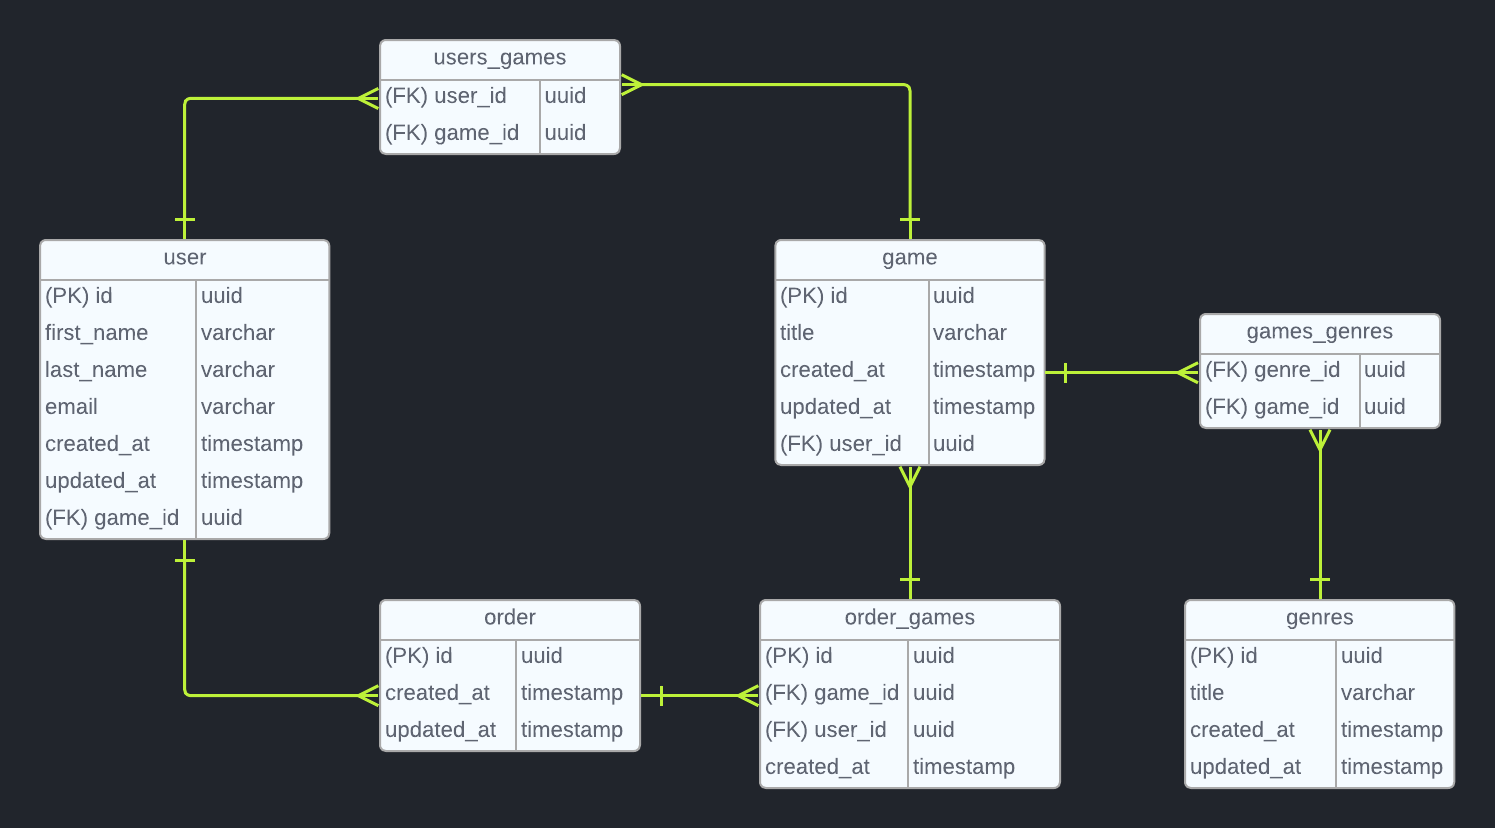 users_games
(FK) user_id uuid
(FK) game_id uuid
user
(PK) id uuid
first_name varchar
last_name varchar
email varchar
created_at timestamp
updated_at timestamp
(FK) game_id uuid
game
(PK) id uuid
title varchar
created_at timestamp
updated_at timestamp
(FK) user_id uuid
games_genres
(FK) genre_id uuid
(FK) game_id uuid
order
(PK) id uuid
created_at timestamp
updated_at timestamp
order_games
(PK) id uuid
(FK) game_id uuid
(FK) user_id uuid
created_at timestamp
genres
(PK) id uuid
title varchar
created_at timestamp
updated_at timestamp